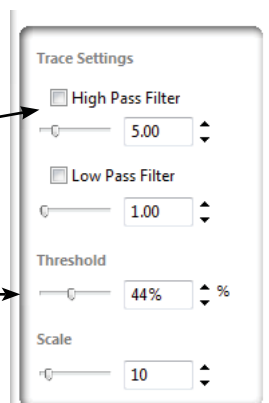 Trace Settings
High Pass Filter
5.00
Low Pass Filter
1.00
Threshold
44% %
Scale
10